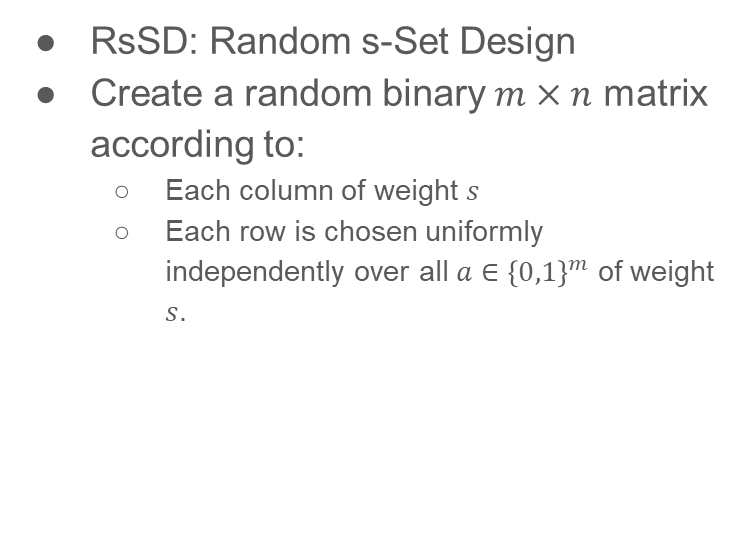 ● RsSD: Random s-Set Design
● Create a random binary m × n matrix
according to:
○ Each column of weight s
○ Each row is chosen uniformly
independently over all a ∈ {0,1}ᵐ of weight
s.